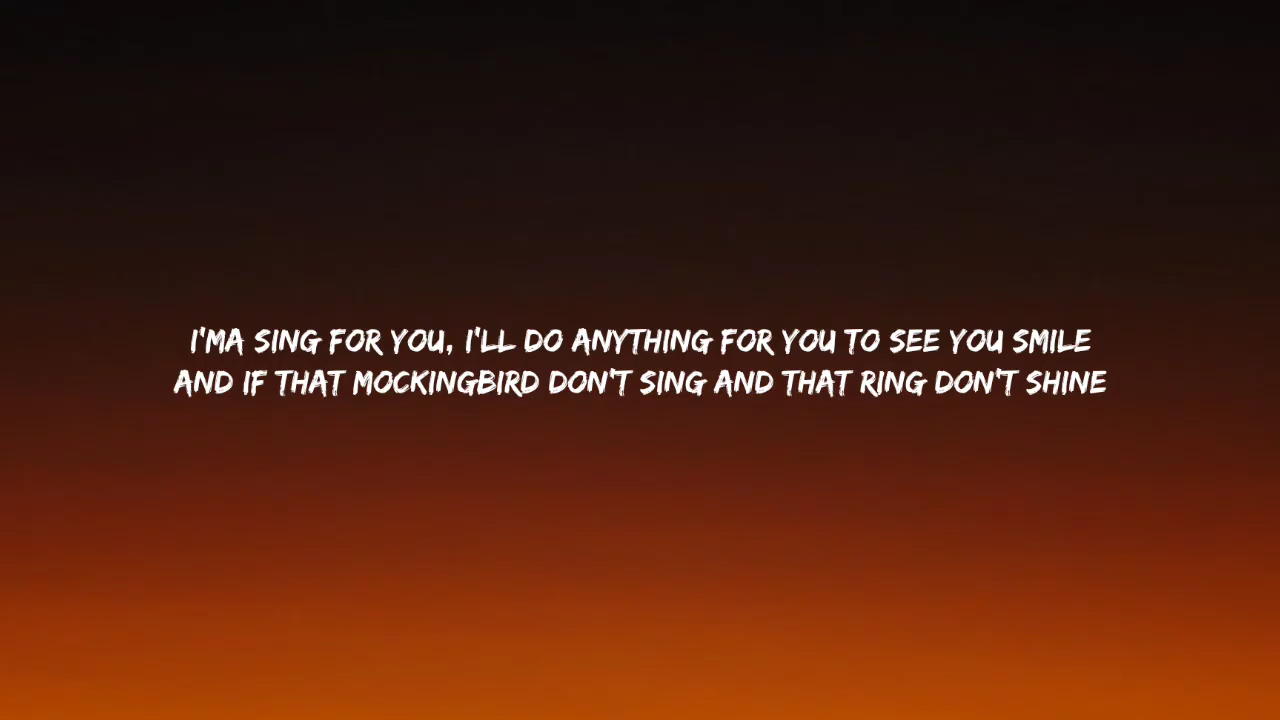 I'MA SING FOR YOU, I'LL DO ANYTHING FOR YOU TO SEE YOU SMILE
AND IF THAT MOCKINGBIRD DON'T SING AND THAT RING DON'T SHINE